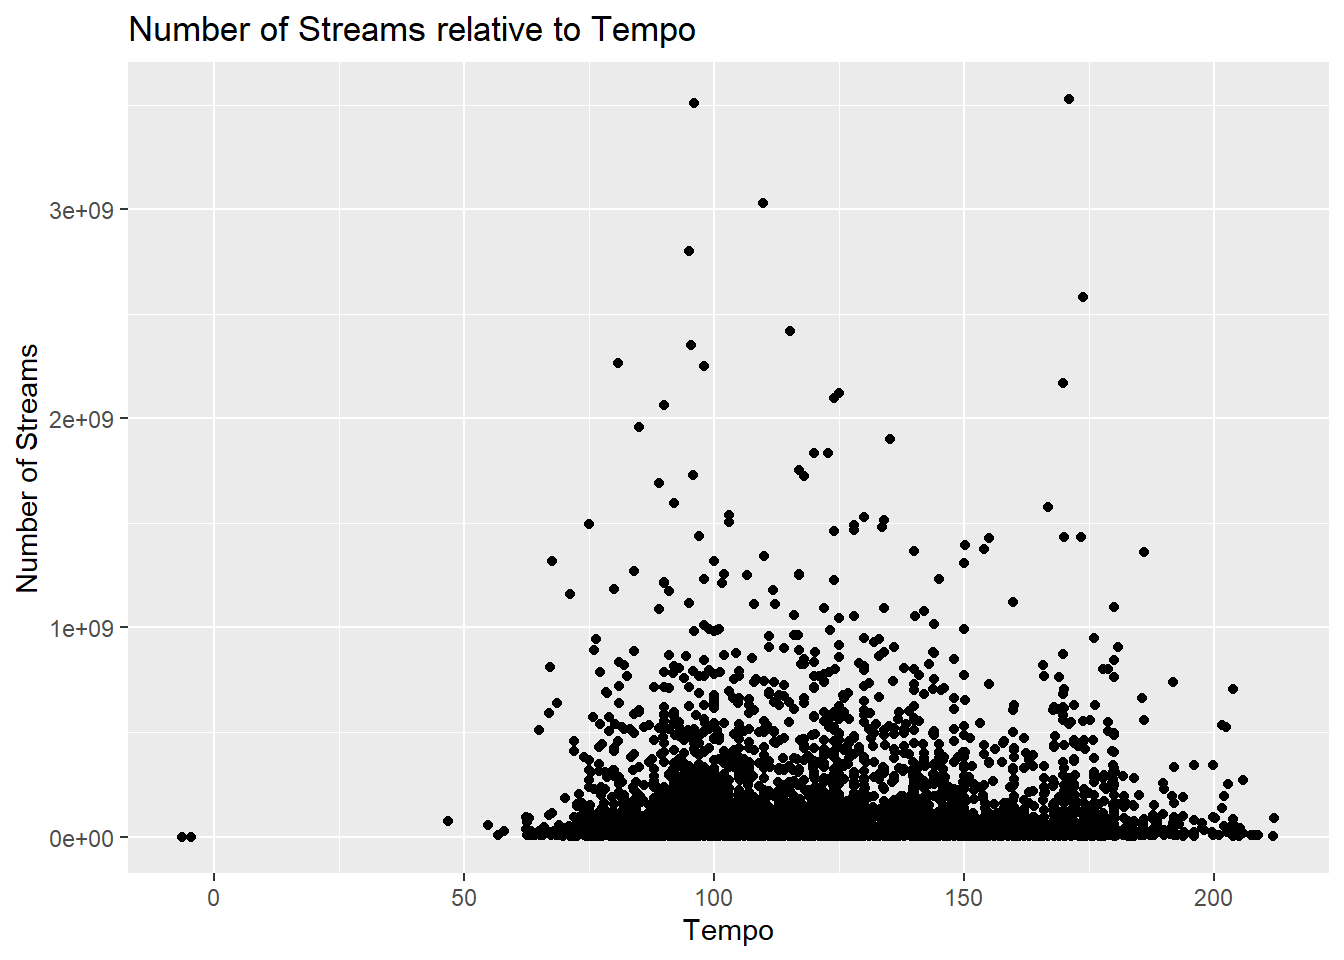 Number of Streams relative to Tempo
Number of Streams
3e+09
2e+09
1e+09
0e+00
0 50 100 150 200
Tempo